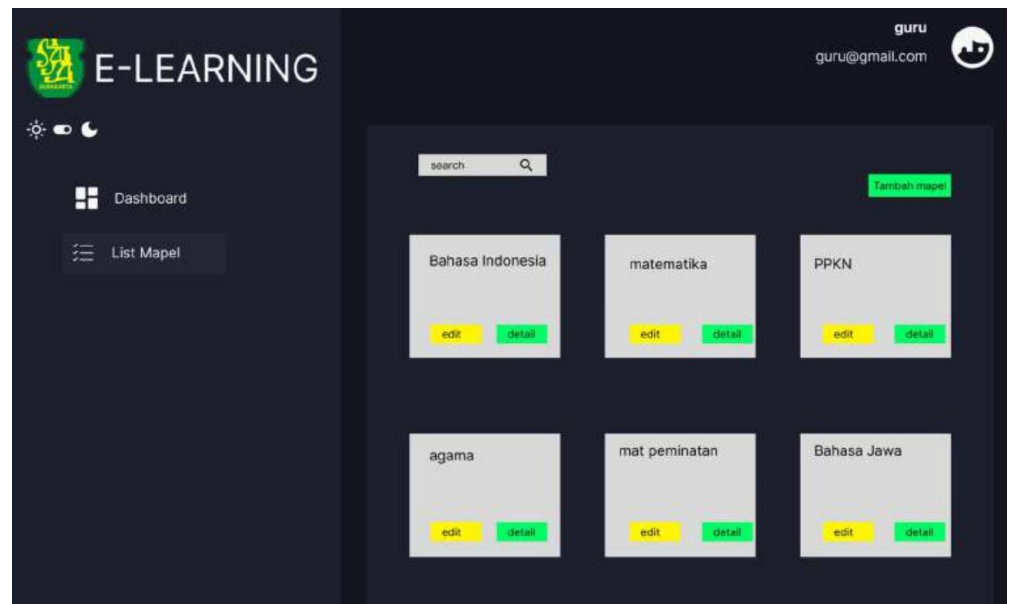 E-LEARNING
guru
guru@gmail.com
Dashboard
List Mapel
search
Tambah mapel
Bahasa Indonesia
edit detail
matematika
edit detail
PPKN
edit detail
agama
edit detail
mat peminatan
edit detail
Bahasa Jawa
edit detail